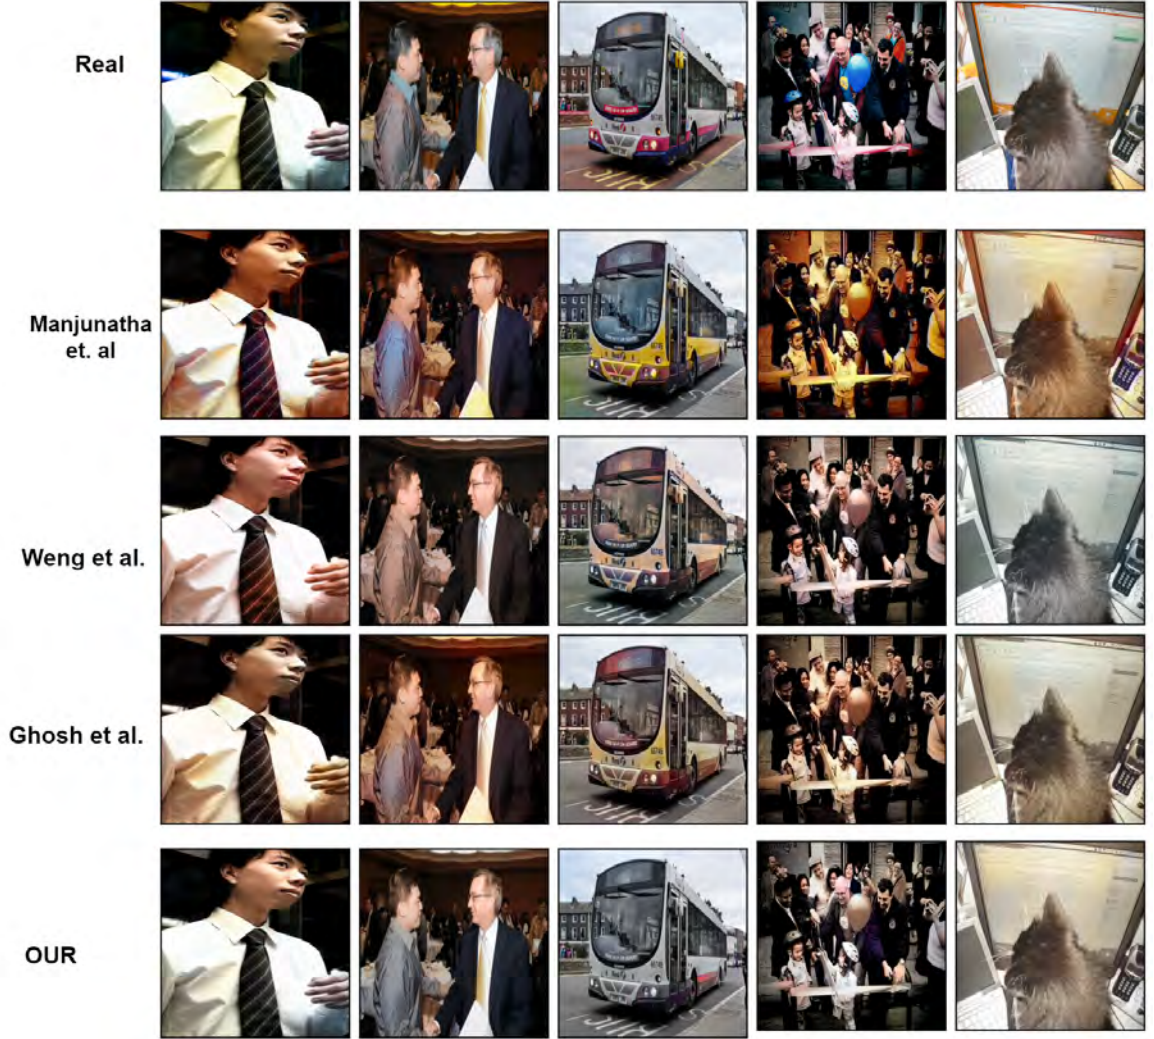 Real
Manjunatha
et. al
Weng et al.
Ghosh et al.
OUR